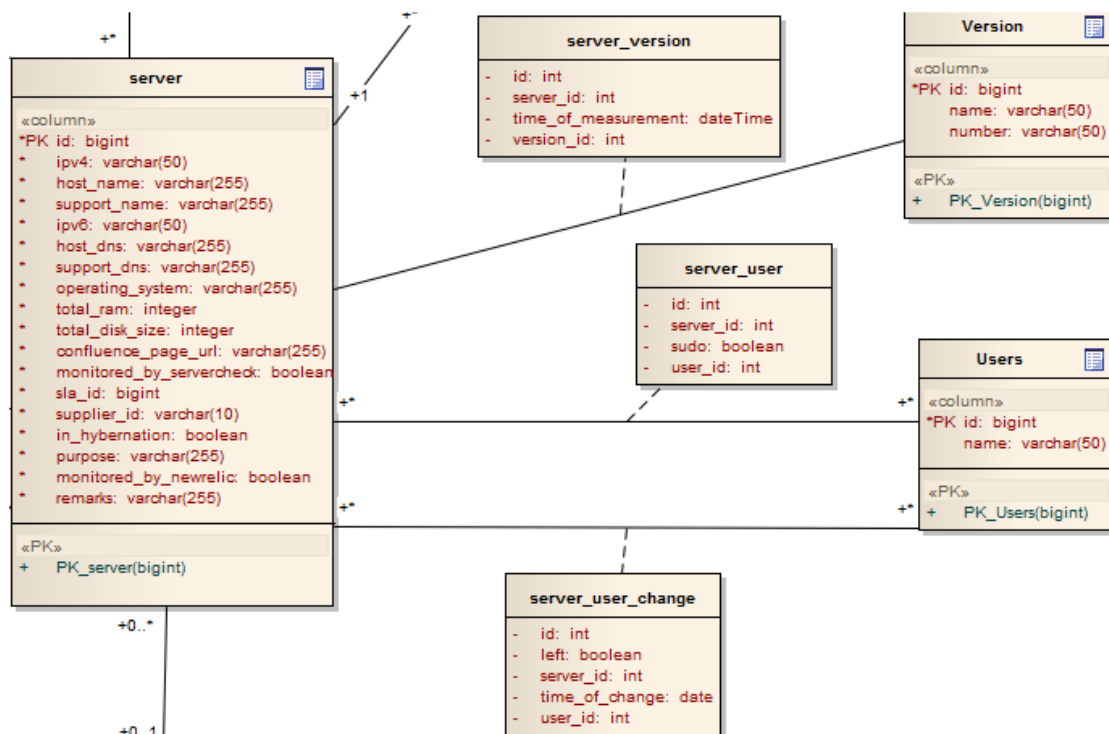 +*
+*
+1
server
«column»
*PK id: bigint
* ipv4: varchar(50)
* host_name: varchar(255)
* support_name: varchar(255)
* ipv6: varchar(50)
* host_dns: varchar(255)
* support_dns: varchar(255)
* operating_system: varchar(255)
* total_ram: integer
* total_disk_size: integer
* confluence_page_url: varchar(255)
* monitored_by_servercheck: boolean
* sla_id: bigint
* supplier_id: varchar(10)
* in_hybernation: boolean
* purpose: varchar(255)
* monitored_by_newrelic: boolean
* remarks: varchar(255)
«PK»
+ PK_server(bigint)
+0..*
+0..1
server_version
- id: int
- server_id: int
- time_of_measurement: dateTime
- version_id: int
Version
«column»
*PK id: bigint
name: varchar(50)
number: varchar(50)
«PK»
+ PK_Version(bigint)
server_user
- id: int
- server_id: int
- sudo: boolean
- user_id: int
+*
+*
Users
«column»
*PK id: bigint
name: varchar(50)
«PK»
+ PK_Users(bigint)
+*
+*
server_user_change
- id: int
- left: boolean
- server_id: int
- time_of_change: date
- user_id: int